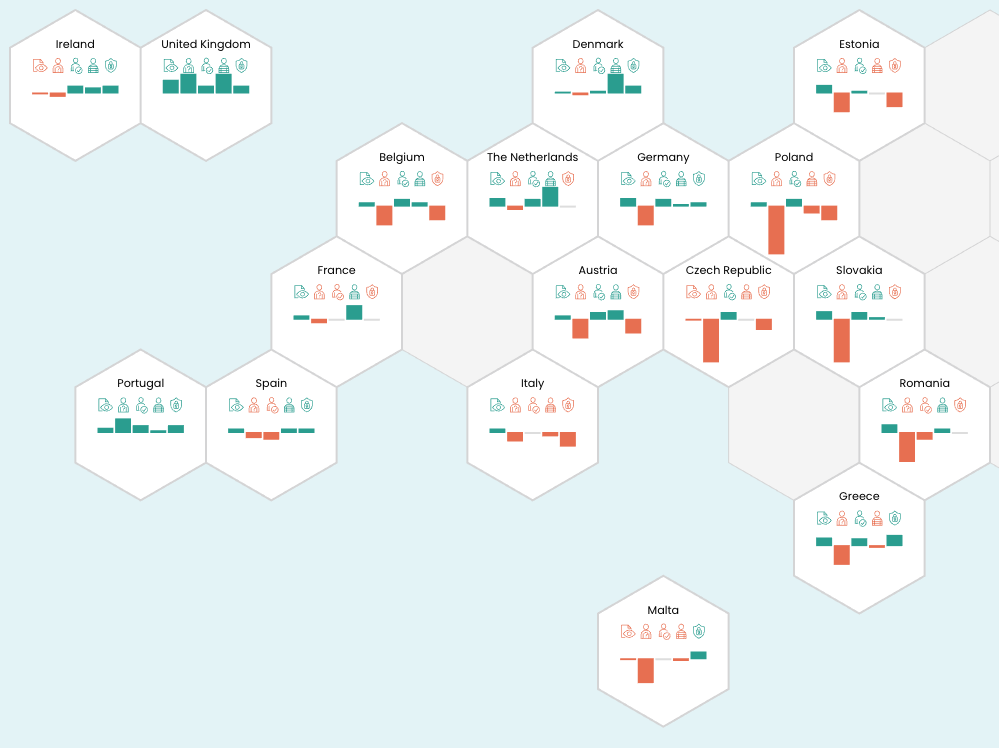 Ireland
United Kingdom
Denmark
Estonia
Belgium
The Netherlands
Germany
Poland
France
Austria
Czech Republic
Slovakia
Portugal
Spain
Italy
Romania
Greece
Malta